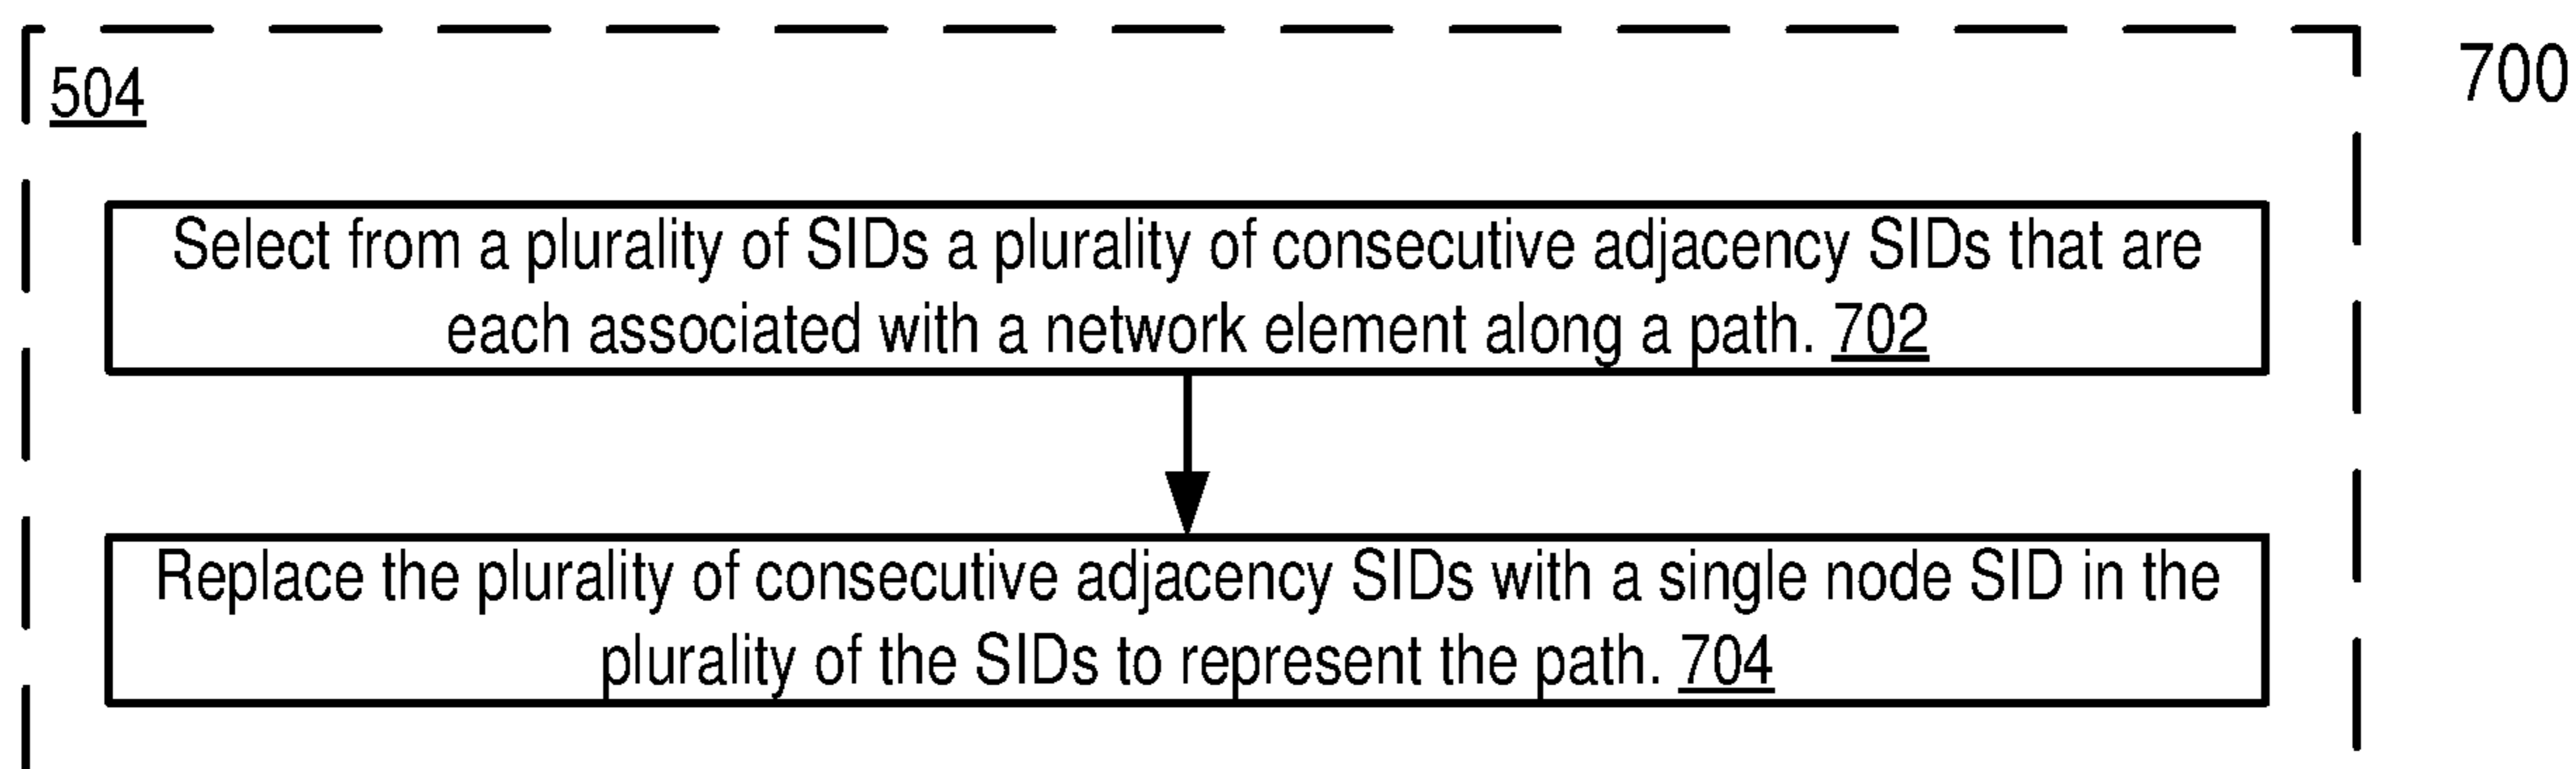 504
700
Select from a plurality of SIDs a plurality of consecutive adjacency SIDs that are
each associated with a network element along a path. 702
Replace the plurality of consecutive adjacency SIDs with a single node SID in the
plurality of the SIDs to represent the path. 704